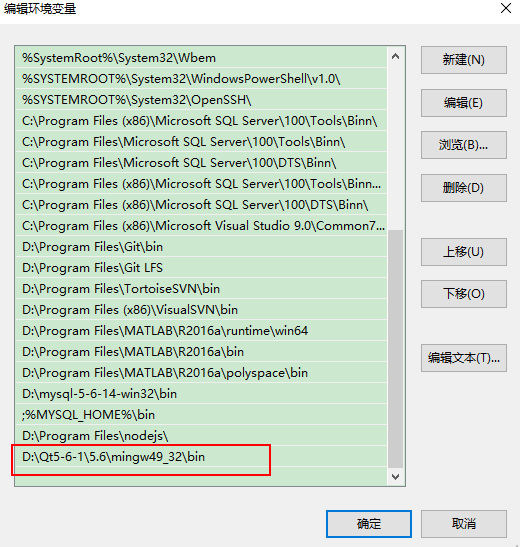 编辑环境变量
%SystemRoot%\System32\Wbem
%SYSTEMROOT%\System32\WindowsPowerShell\v1.0\
%SYSTEMROOT%\System32\OpenSSH\
C:\Program Files (x86)\Microsoft SQL Server\100\Tools\Binn\
C:\Program Files\Microsoft SQL Server\100\Tools\Binn\
C:\Program Files\Microsoft SQL Server\100\DTS\Binn\
C:\Program Files (x86)\Microsoft SQL Server\100\Tools\Binn...
C:\Program Files (x86)\Microsoft SQL Server\100\DTS\Binn\
C:\Program Files (x86)\Microsoft Visual Studio 9.0\Common7...
D:\Program Files\Git\bin
D:\Program Files\Git LFS
D:\Program Files\TortoiseSVN\bin
D:\Program Files (x86)\VisualSVN\bin
D:\Program Files\MATLAB\R2016a\runtime\win64
D:\Program Files\MATLAB\R2016a\bin
D:\Program Files\MATLAB\R2016a\polyspace\bin
D:\mysql-5-6-14-win32\bin
;%MYSQL_HOME%\bin
D:\Program Files\nodejs\
D:\Qt5-6-1\5.6\mingw49_32\bin
新建(N)
编辑(E)
浏览(B)...
删除(D)
上移(U)
下移(O)
编辑文本(T)...
确定
取消